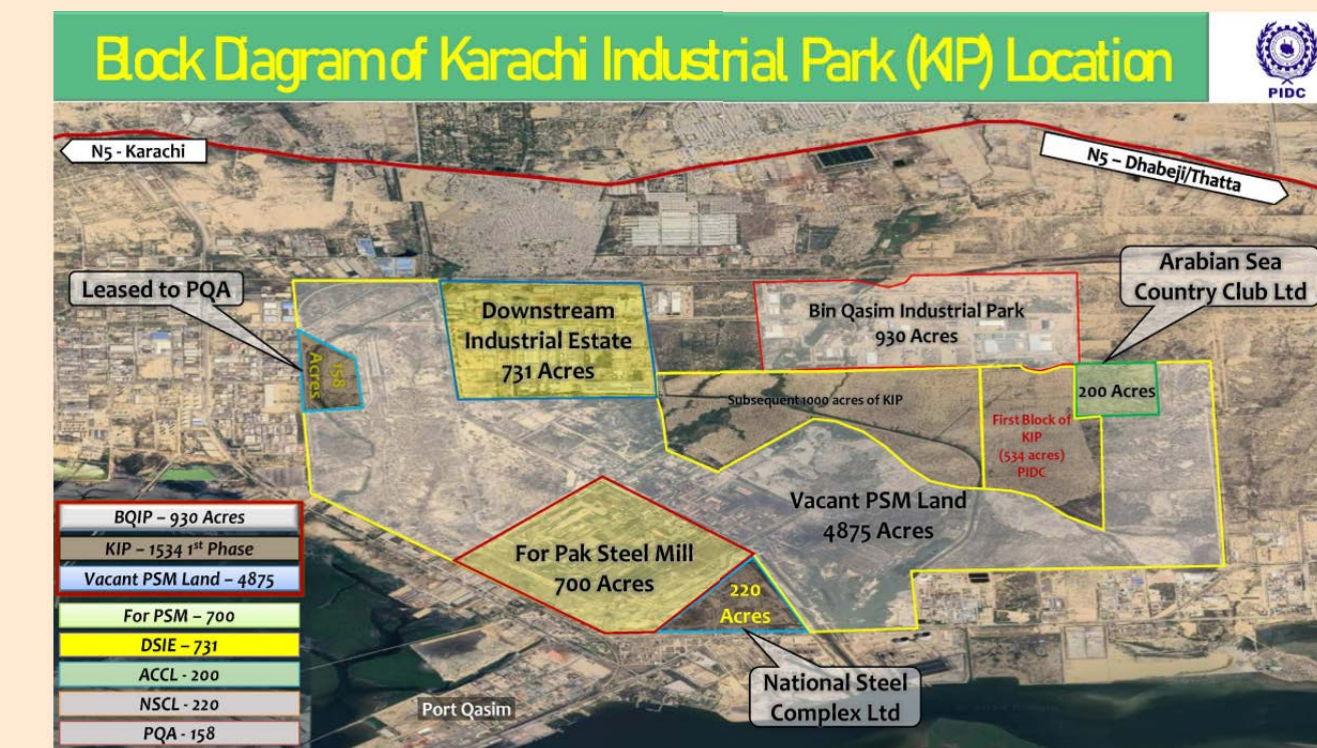 Block Diagram of Karachi Industrial Park (KIP) Location
PIDC
N5 - Karachi
N5 – Dhabeji/Thatta
Leased to PQA
Arabian Sea
Country Club Ltd
Downstream
Industrial Estate
731 Acres
Bin Qasim Industrial Park
930 Acres
158
Acres
Subsequent 1000 acres of KIP
200 Acres
First Block of
KIP
(534 acres)
PIDC
Vacant PSM Land
4875 Acres
For Pak Steel Mill
700 Acres
220
Acres
National Steel
Complex Ltd
Port Qasim
BQIP – 930 Acres
KIP – 1534 1st Phase
Vacant PSM Land – 4875
For PSM – 700
DSIE – 731
ACCL - 200
NSCL - 220
PQA - 158